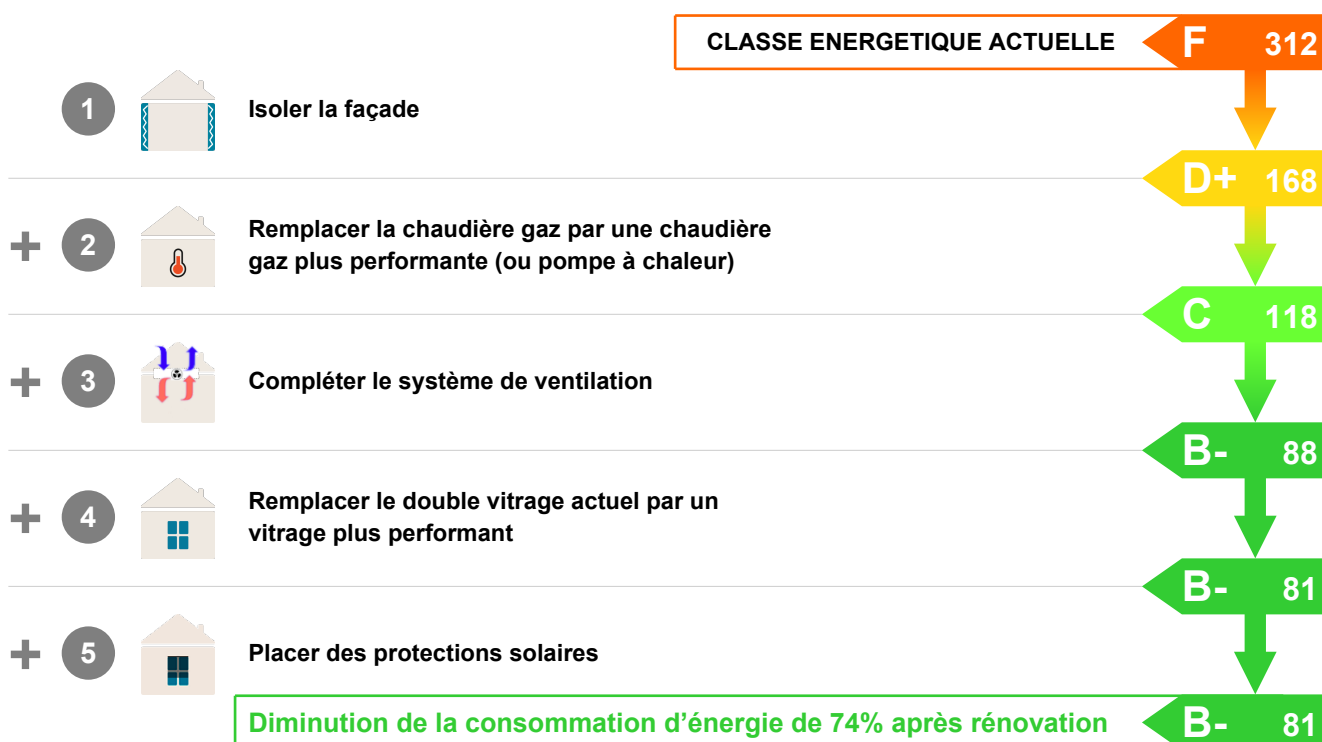 CLASSE ENERGETIQUE ACTUELLE F 312
1 Isoler la façade
D+ 168
+ 2 Remplacer la chaudière gaz par une chaudière
gaz plus performante (ou pompe à chaleur)
C 118
+ 3 Compléter le système de ventilation
B- 88
+ 4 Remplacer le double vitrage actuel par un
vitrage plus performant
B- 81
+ 5 Placer des protections solaires
Diminution de la consommation d’énergie de 74% après rénovation B- 81